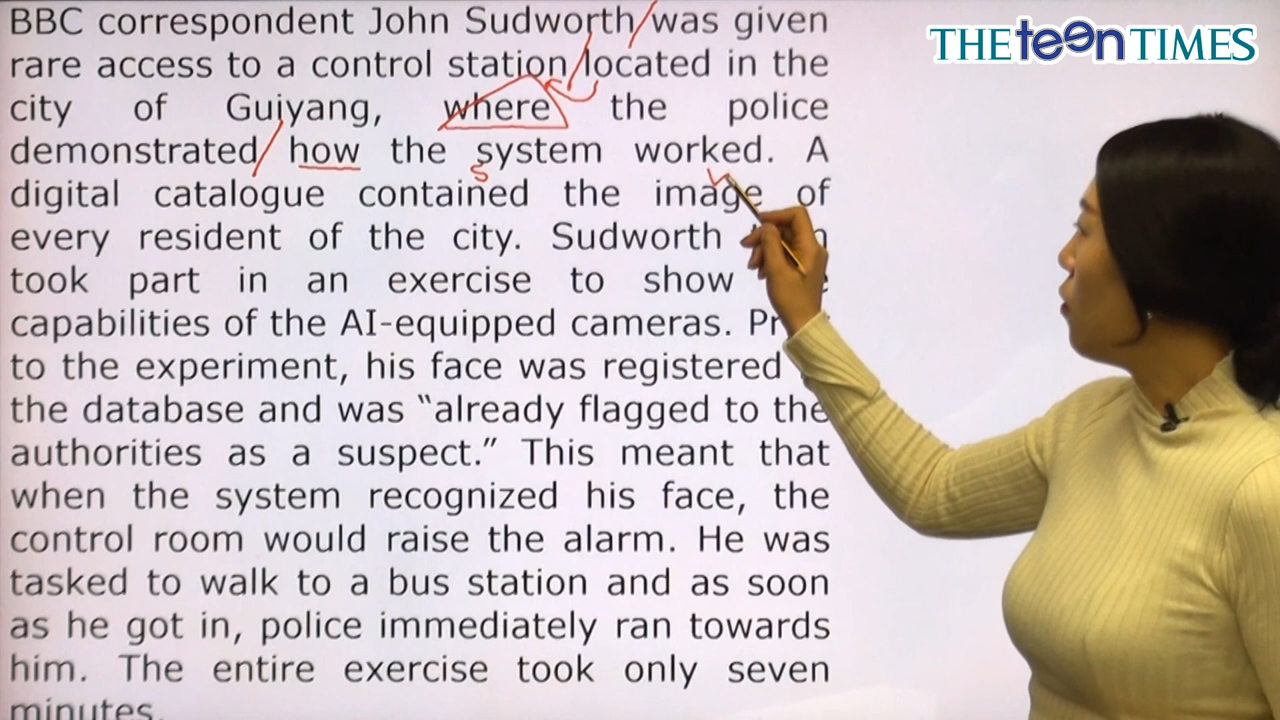 THE teen TIMES
BBC correspondent John Sudworth was given
rare access to a control station located in the
city of Guiyang, where the police
demonstrated how the system worked. A
digital catalogue contained the image of
every resident of the city. Sudworth
took part in an exercise to show
capabilities of the AI-equipped cameras.
to the experiment, his face was registered
the database and was “already flagged to the
authorities as a suspect.” This meant that
when the system recognized his face, the
control room would raise the alarm. He was
tasked to walk to a bus station and as soon
as he got in, police immediately ran towards
him. The entire exercise took only seven
minutes.